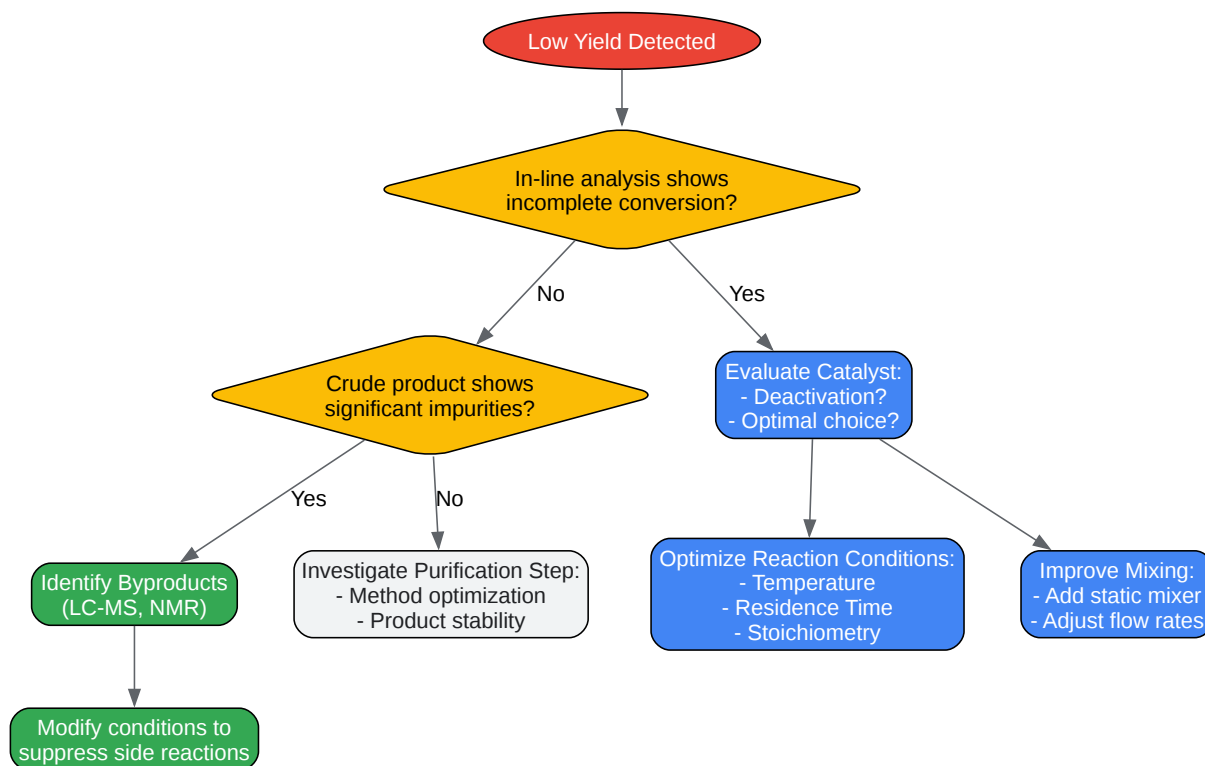 Low Yield Detected
In-line analysis shows
incomplete conversion?
No
Yes
Crude product shows
significant impurities?
Evaluate Catalyst:
- Deactivation?
- Optimal choice?
Yes
No
Identify Byproducts
(LC-MS, NMR)
Investigate Purification Step:
- Method optimization
- Product stability
Optimize Reaction Conditions:
- Temperature
- Residence Time
- Stoichiometry
Improve Mixing:
- Add static mixer
- Adjust flow rates
Modify conditions to
suppress side reactions